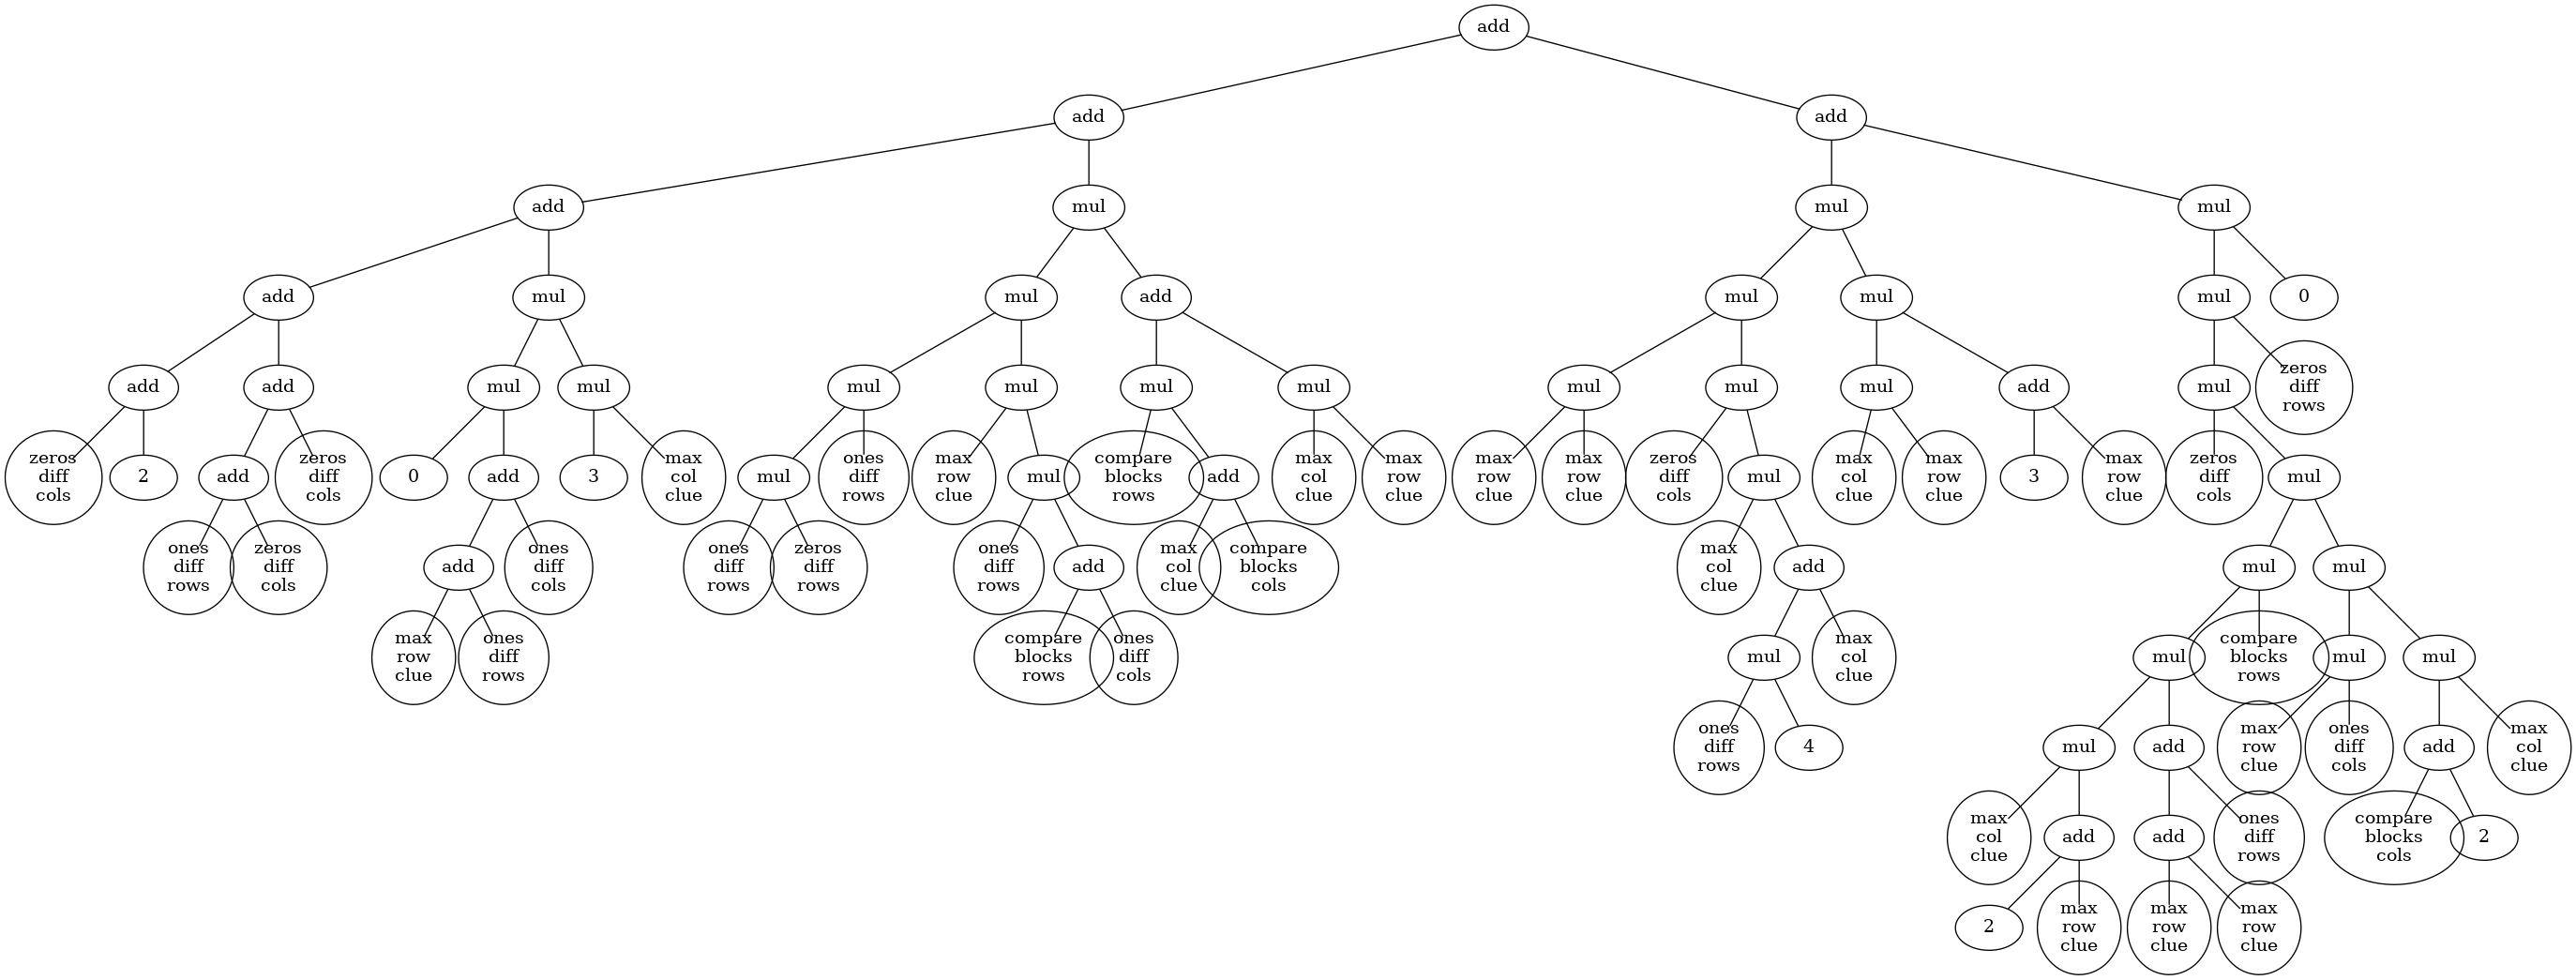 add
add
add
add
mul
mul
mul
add
mul
mul
add
mul
mul
mul
0
add
add
mul
mul
mul
mul
mul
mul
mul
mul
mul
add
mul
zeros
diff
rows
zeros
diff
cols
2
add
zeros
diff
cols
0
add
3
max
col
clue
mul
ones
diff
rows
max
row
clue
mul
compare
blocks
rows
add
max
col
clue
max
row
clue
max
row
clue
max
row
clue
zeros
diff
cols
mul
max
col
clue
max
row
clue
3
max
row
clue
zeros
diff
cols
mul
ones
diff
rows
zeros
diff
cols
add
ones
diff
cols
ones
diff
rows
zeros
diff
rows
ones
diff
rows
add
max
col
clue
compare
blocks
cols
max
col
clue
add
mul
mul
max
row
clue
ones
diff
rows
compare
blocks
rows
ones
diff
cols
mul
max
col
clue
mul
compare
blocks
rows
mul
mul
ones
diff
rows
4
mul
add
max
row
clue
ones
diff
cols
add
max
col
clue
max
col
clue
add
add
ones
diff
rows
compare
blocks
cols
2
2
max
row
clue
max
row
clue
max
row
clue